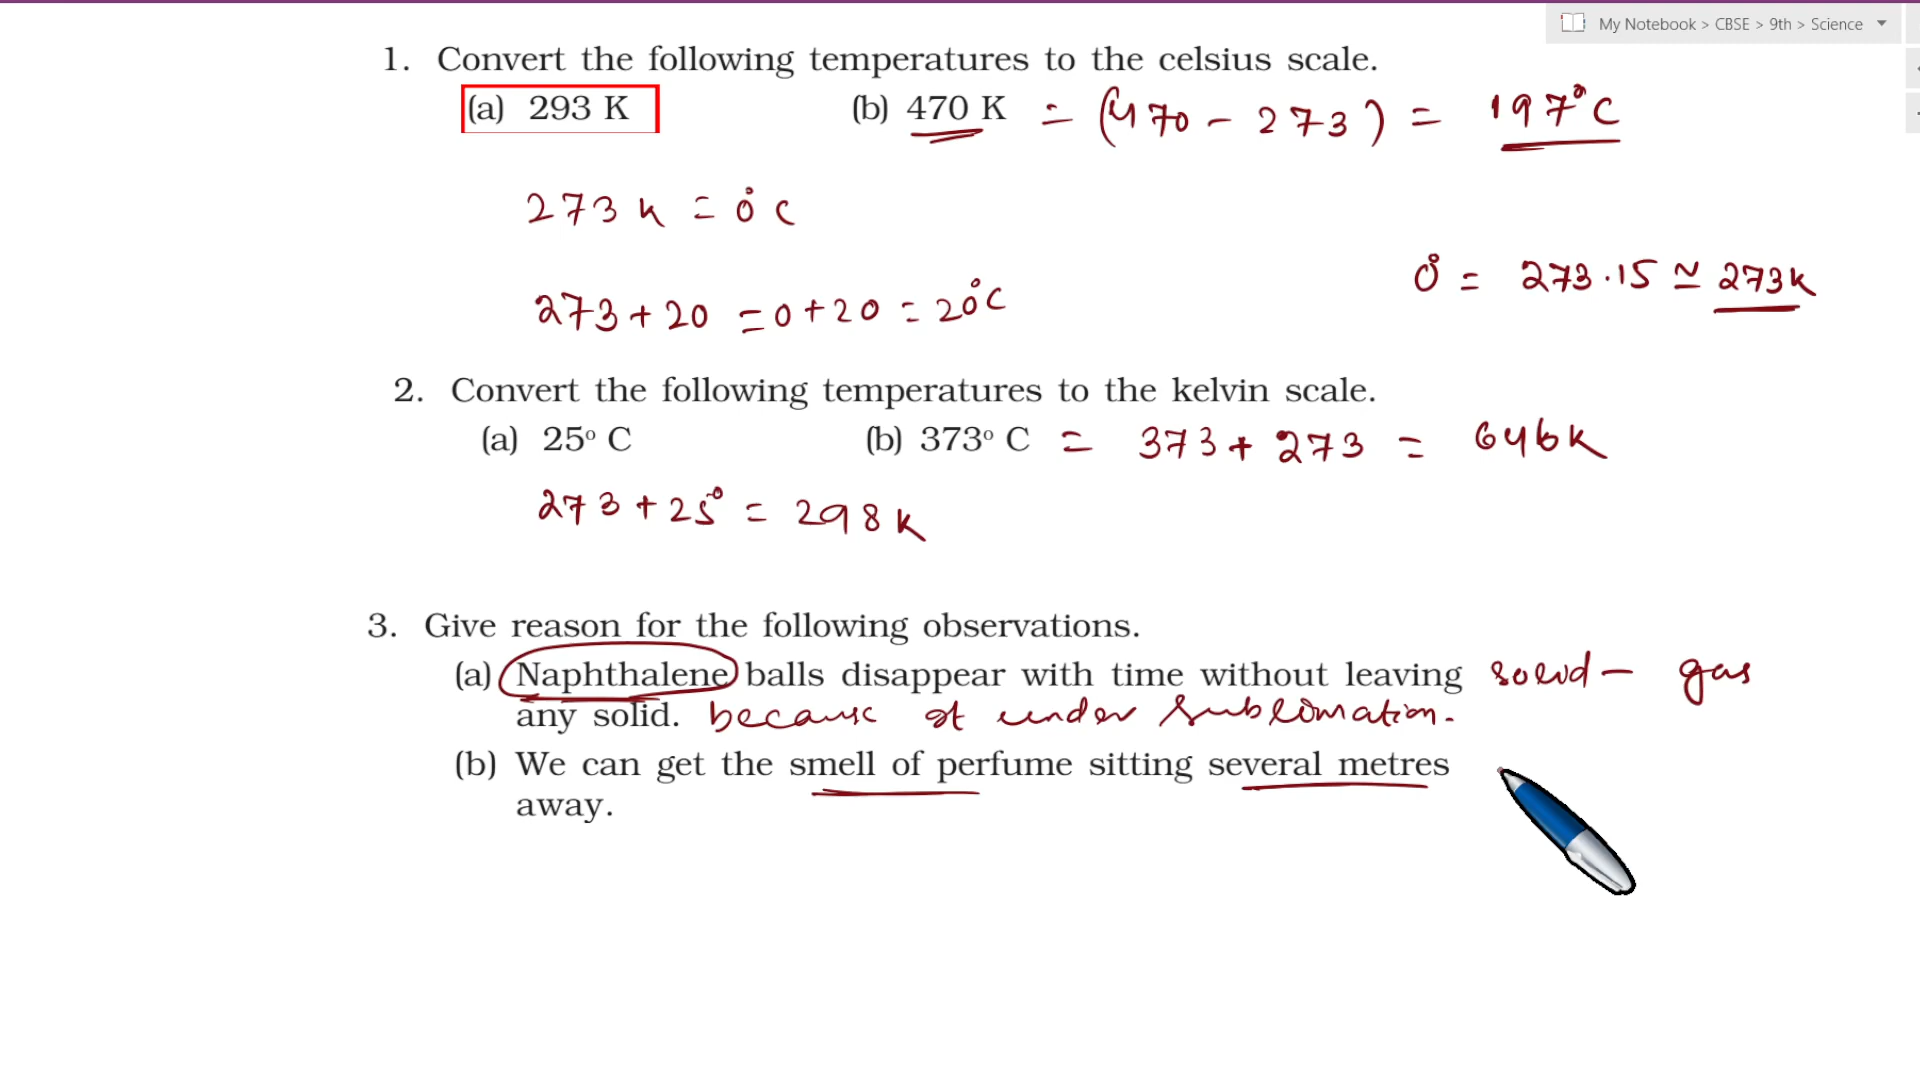 My Notebook > CBSE > 9th > Science
1. Convert the following temperatures to the celsius scale.
(a) 293 K (b) 470 K = (470 - 273) = 197°C
273 K = 0°C
0° = 273.15 ≃ 273K
273 + 20 = 0 + 20 = 20°C
2. Convert the following temperatures to the kelvin scale.
(a) 25° C (b) 373° C = 373 + 273 = 646K
273 + 25° = 298 K
3. Give reason for the following observations.
(a) Naphthalene balls disappear with time without leaving solid - gas
any solid. because it under sublimation.
(b) We can get the smell of perfume sitting several metres
away.